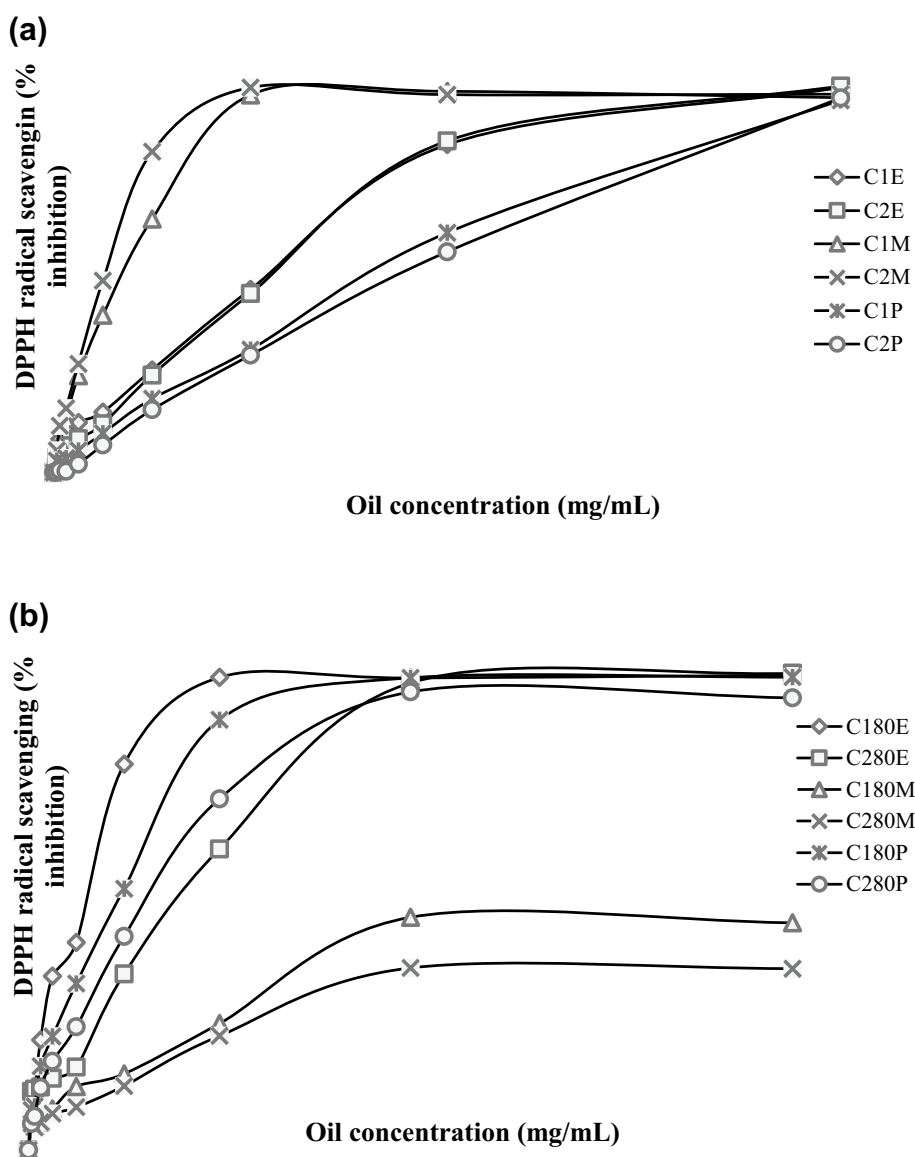 (a)
DPPH radical scavengin (%
inhibition)
C1E
C2E
C1M
C2M
C1P
C2P
Oil concentration (mg/mL)
(b)
DPPH radical scavenging (%
inhibition)
C180E
C280E
C180M
C280M
C180P
C280P
Oil concentration (mg/mL)